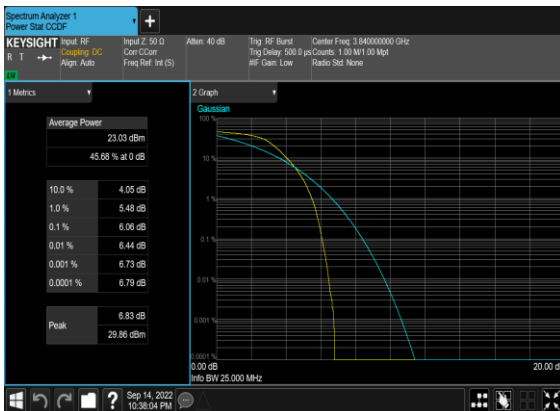 Spectrum Analyzer 1
Power Stat CCDF
KEYSIGHT
R T
LV
Input: RF
Coupling: DC
Align: Auto
Input Z: 50 Ω
Corr CCorr
Freq Ref: Int (S)
Atten: 40 dB
Trig: RF Burst
Trig Delay: 500.0 µs
#IF Gain: Low
Center Freq: 3.840000000 GHz
Counts: 1.00 M/1.00 Mpt
Radio Std: None
1 Metrics
Average Power
23.03 dBm
45.68 % at 0 dB
10.0 % 4.05 dB
1.0 % 5.48 dB
0.1 % 6.06 dB
0.01 % 6.44 dB
0.001 % 6.73 dB
0.0001 % 6.79 dB
Peak
6.83 dB
29.86 dBm
2 Graph
Gaussian
100 %
10 %
1 %
0.1 %
0.01 %
0.001 %
0.0001 %
0.00 dB
20.00 d
Info BW 25.000 MHz
?
Sep 14, 2022
10:38:04 PM